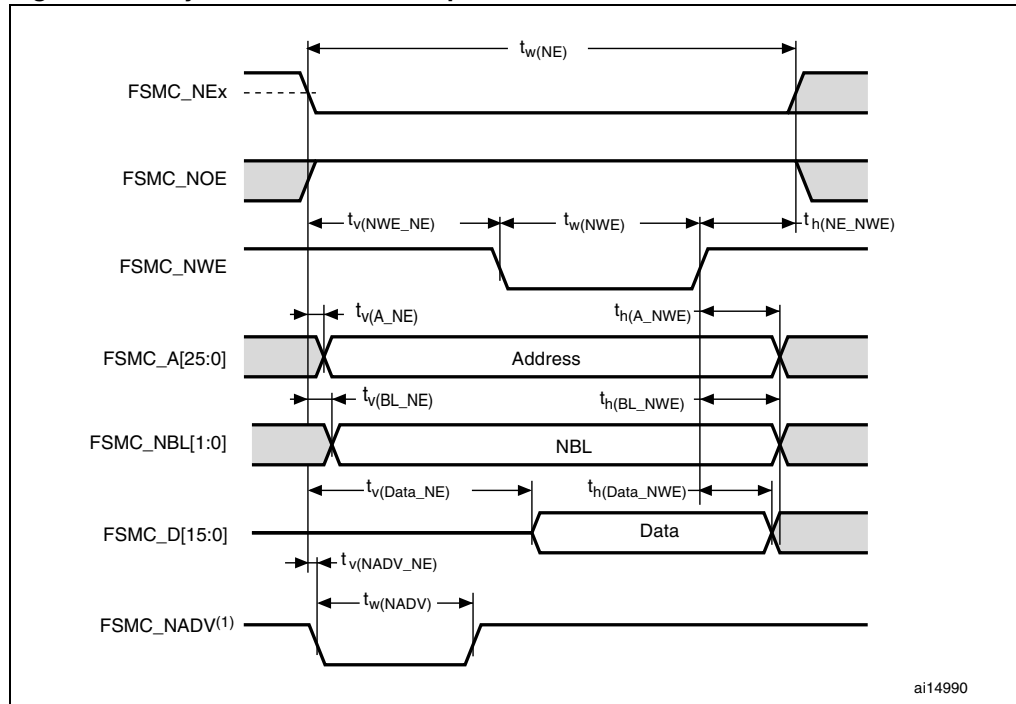 tw(NE)
FSMC_NEx
FSMC_NOE
tv(NWE_NE) tw(NWE) th(NE_NWE)
FSMC_NWE
tv(A_NE) th(A_NWE)
FSMC_A[25:0] Address
tv(BL_NE) th(BL_NWE)
FSMC_NBL[1:0] NBL
tv(Data_NE) th(Data_NWE)
FSMC_D[15:0] Data
tv(NADV_NE)
tw(NADV)
FSMC_NADV(1)
ai14990